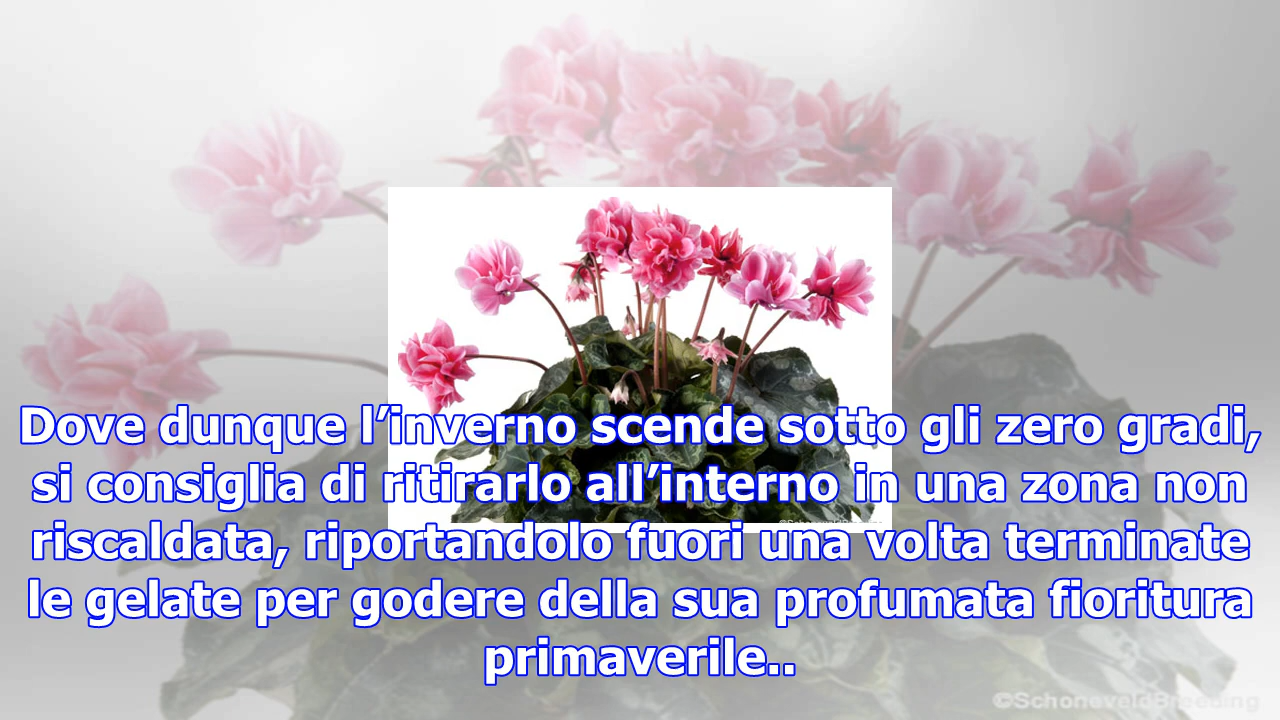 Dove dunque l’inverno scende sotto gli zero gradi,
si consiglia di ritirarlo all’interno in una zona non
riscaldata, riportandolo fuori una volta terminate
le gelate per godere della sua profumata fioritura
primaverile..
©SchoneveldBreeding